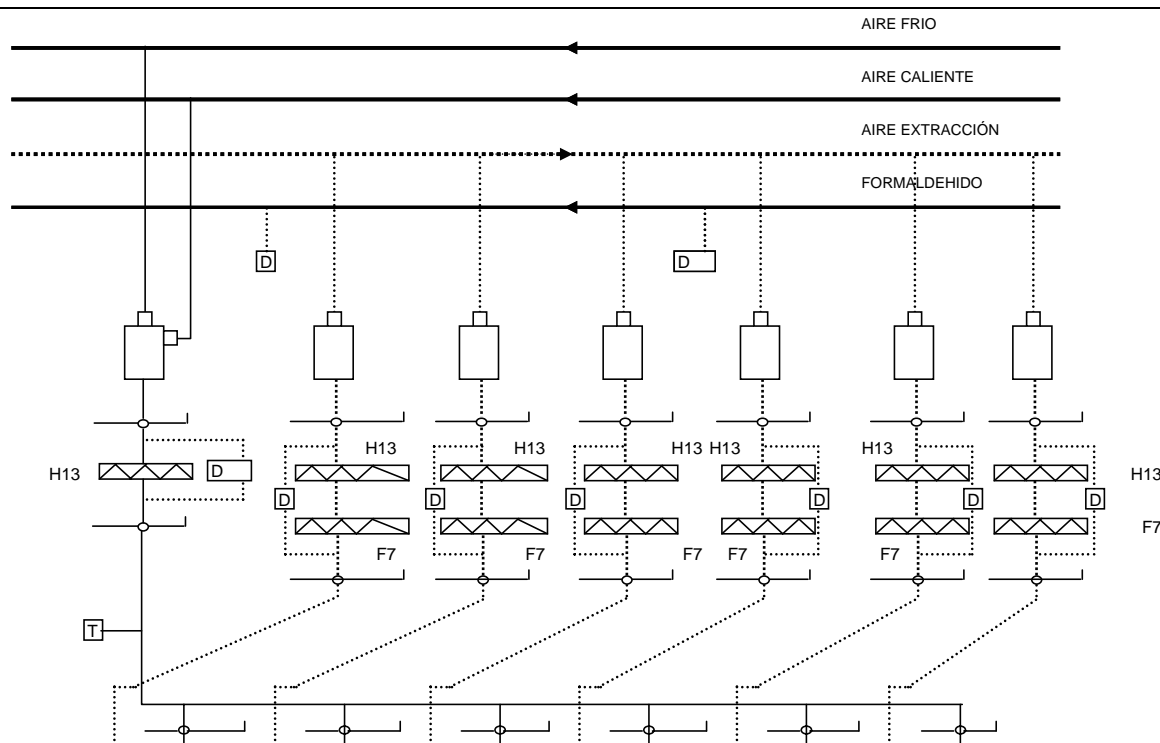 AIRE FRIO
AIRE CALIENTE
AIRE EXTRACCIÓN
FORMALDEHIDO
D D
H13 H13 H13 H13 H13 H13
H13 D
D D D D D D
F7 F7 F7 F7 F7 F7
T